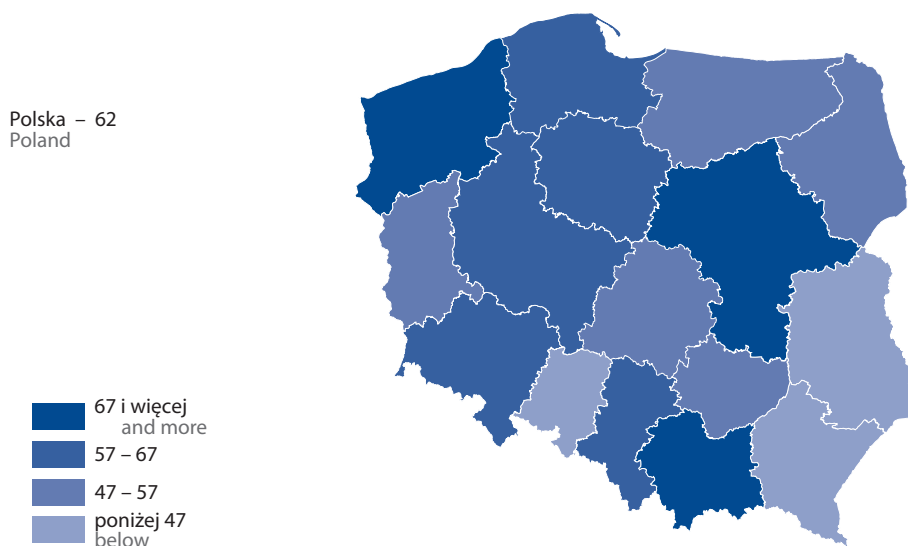 Polska – 62
Poland
67 i więcej
and more
57 – 67
47 – 57
poniżej 47
below